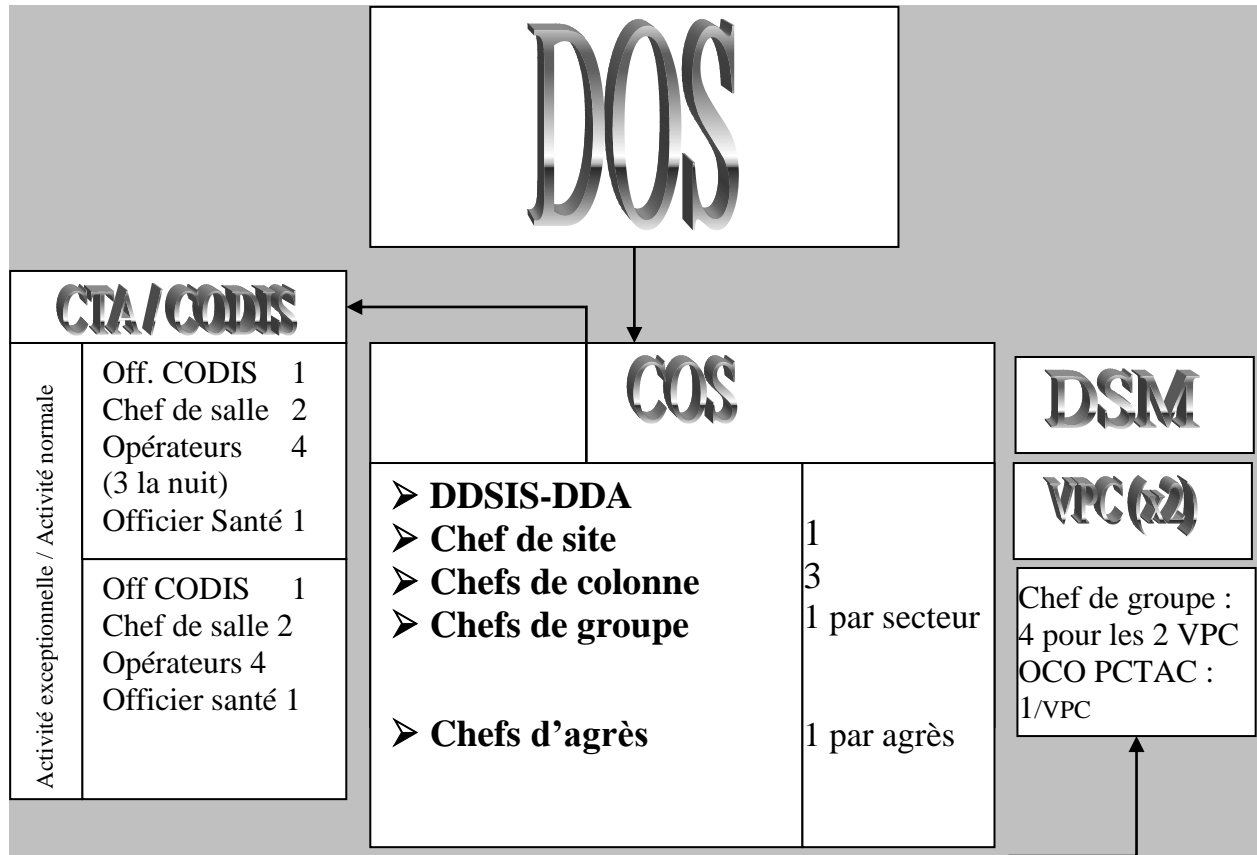 DOS
CTA / CODIS
Activité exceptionnelle / Activité normale
Off. CODIS 1
Chef de salle 2
Opérateurs 4
(3 la nuit)
Officier Santé 1
Off CODIS 1
Chef de salle 2
Opérateurs 4
Officier santé 1
COS
➢ DDSIS-DDA
➢ Chef de site 1
➢ Chefs de colonne 3
➢ Chefs de groupe 1 par secteur
➢ Chefs d’agrès 1 par agrès
DSM
VPC (x2)
Chef de groupe :
4 pour les 2 VPC
OCO PCTAC :
1/VPC